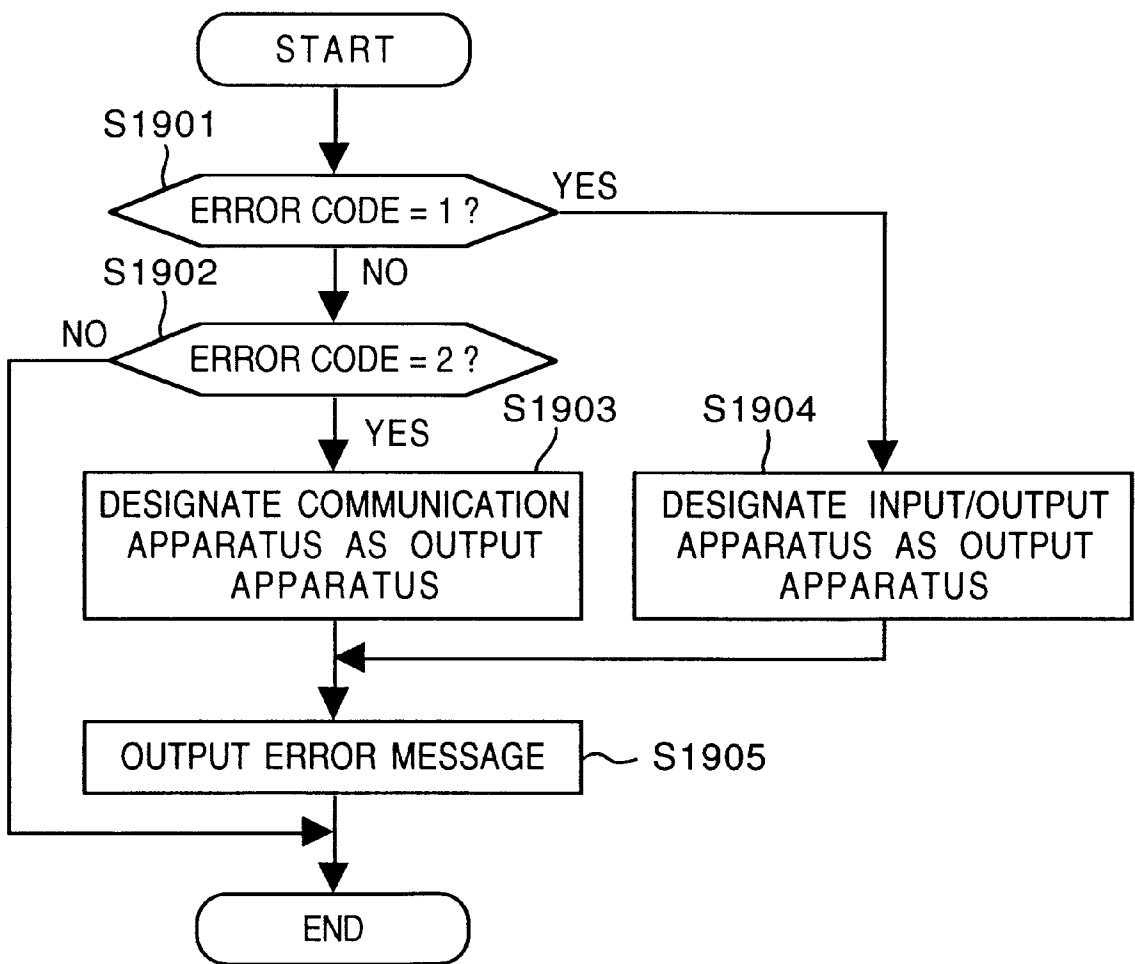 START
S1901
ERROR CODE = 1 ?
YES
S1902
NO
NO
ERROR CODE = 2 ?
YES
S1903
S1904
DESIGNATE COMMUNICATION
APPARATUS AS OUTPUT
APPARATUS
DESIGNATE INPUT/OUTPUT
APPARATUS AS OUTPUT
APPARATUS
OUTPUT ERROR MESSAGE
S1905
END